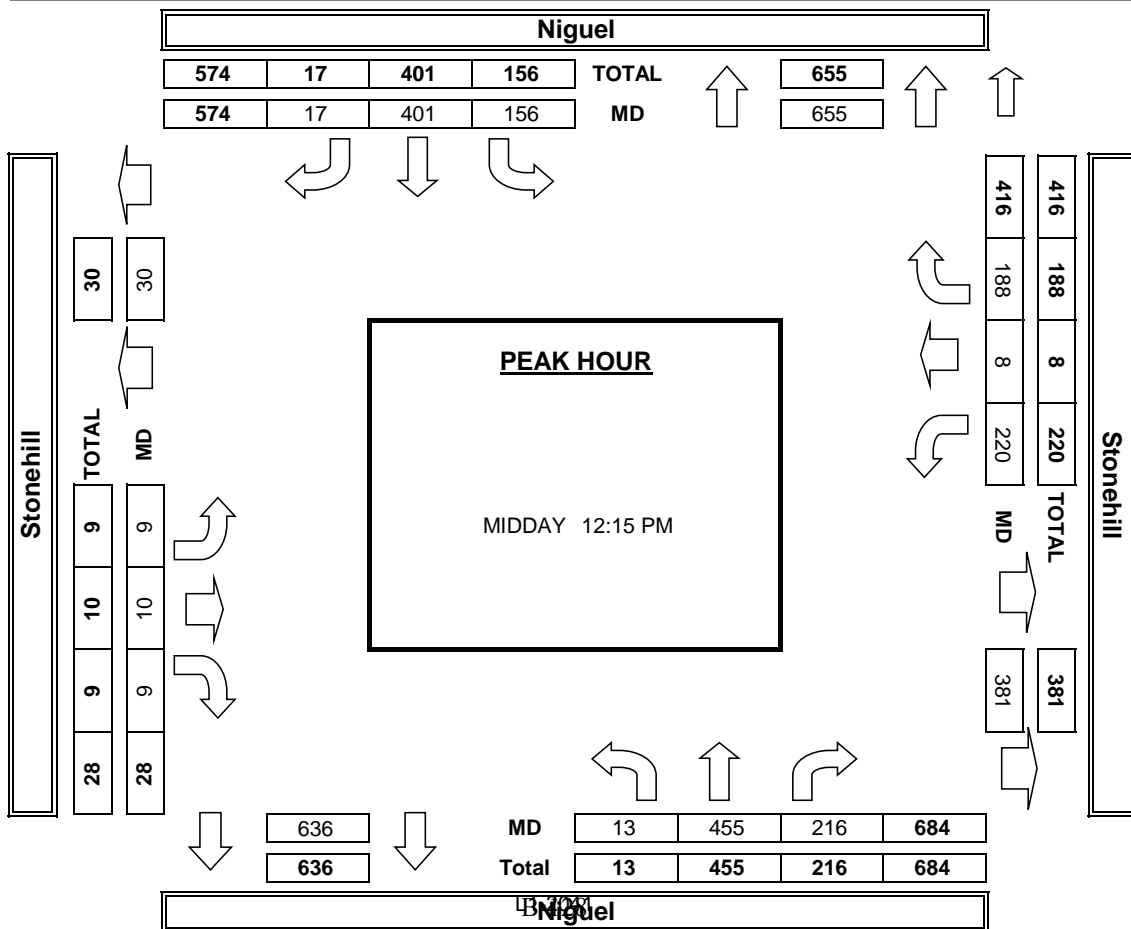 Niguel
574 17 401 156 TOTAL 655
574 17 401 156 MD 655
Stonehill
TOTAL 30
MD 30
TOTAL 9 10 9 28
MD 9 10 9 28
PEAK HOUR
MIDDAY 12:15 PM
416 188 8 220 MD 381
416 188 8 220 TOTAL 381
Stonehill
636 MD 13 455 216 684
636 Total 13 455 216 684
Niguel